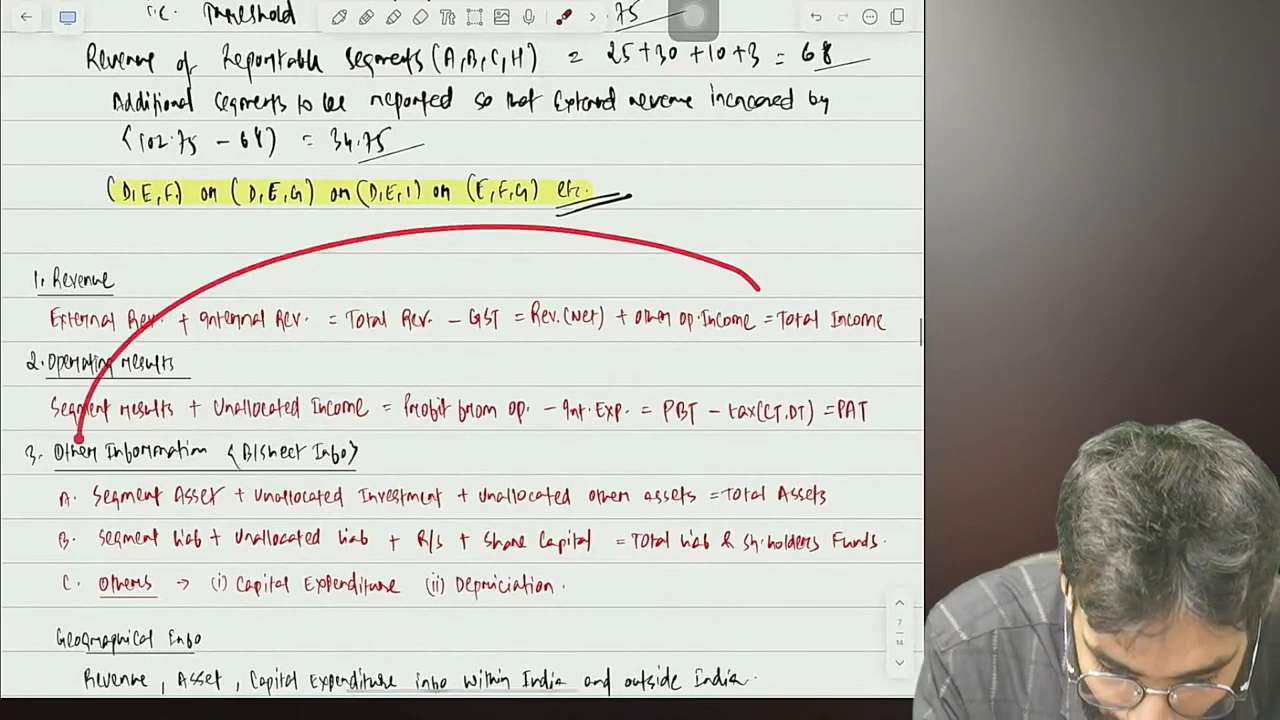 i.e. Threshold .75
Revenue of Reportable segments (A,B,C,H) = 25+30+10+3 = 68
Additional segments to be reported so that External revenue increased by
(102.75 - 68) = 34.75
(D,E,F) or (D,E,G) or (D,E,I) or (E,F,G) etc.
1. Revenue
External Rev. + Internal Rev. = Total Rev. - GST = Rev.(Net) + other op. Income = Total Income
2. Operating results
Segment results + Unallocated Income = Profit from op. - Int. Exp. = PBT - tax(CT,DT) = PAT
3. Other Information (B/sheet Info)
A. Segment Asset + Unallocated Investment + Unallocated other assets = Total Assets
B. Segment Liab + Unallocated Liab + R/s + Share Capital = Total Liab & Sh.holders Funds.
C. Others → (i) Capital Expenditure (ii) Depriciation.
Geographical Info
Revenue, Asset, Capital Expenditure info within India and outside India.
7
14